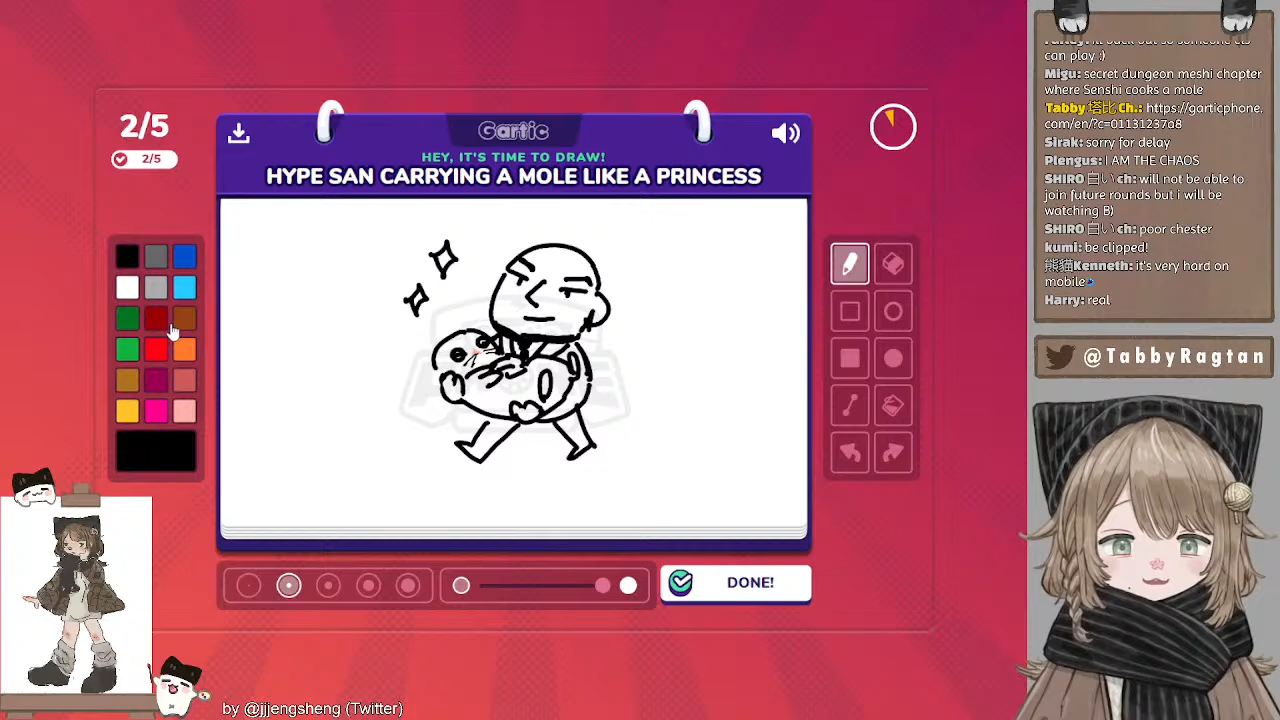 2/5
2/5
Gartic
HEY, IT'S TIME TO DRAW!
HYPE SAN CARRYING A MOLE LIKE A PRINCESS
DONE!
can play :)
Migu: secret dungeon meshi chapter
where Senshi cooks a mole
Tabby 塔比 Ch.: https://garticphone.
com/en/?c=01131237a8
Sirak: sorry for delay
Plengus: I AM THE CHAOS
SHIRO 白い ch: will not be able to
join future rounds but i will be
watching B)
SHIRO 白い ch: poor chester
kumi: be clipped!
熊貓Kenneth: it's very hard on
mobile
Harry: real
@TabbyRagtan
by @jjjengsheng (Twitter)